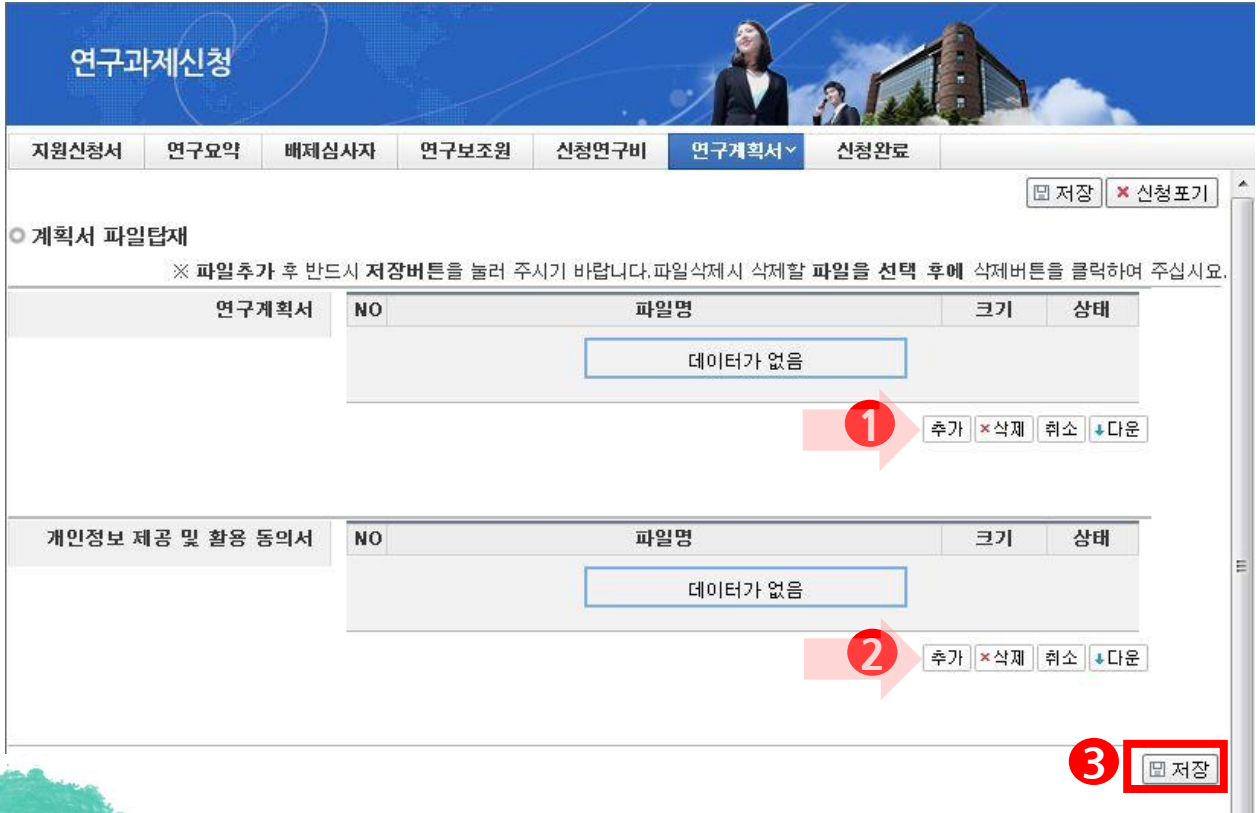 연구과제신청
지원신청서 연구요약 배제심사자 연구보조원 신청연구비 연구계획서 신청완료
저장 신청포기
계획서 파일탑재
※ 파일추가 후 반드시 저장버튼을 눌러 주시기 바랍니다.파일삭제시 삭제할 파일을 선택 후에 삭제버튼을 클릭하여 주십시요.
연구계획서 NO 파일명 크기 상태
데이터가 없음
1 추가 삭제 취소 다운
개인정보 제공 및 활용 동의서 NO 파일명 크기 상태
데이터가 없음
2 추가 삭제 취소 다운
3 저장